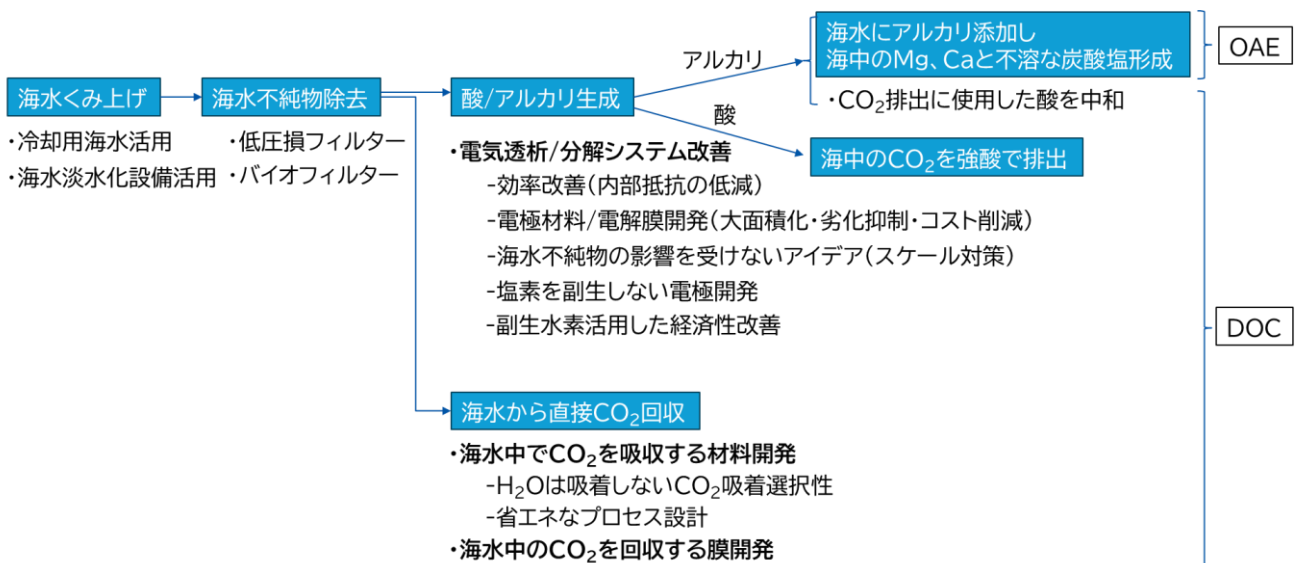 海水くみ上げ
・冷却用海水活用
・海水淡水化設備活用
海水不純物除去
・低圧損フィルター
・バイオフィルター
酸/アルカリ生成
・電気透析/分解システム改善
-効率改善(内部抵抗の低減)
-電極材料/電解膜開発(大面積化・劣化抑制・コスト削減)
-海水不純物の影響を受けないアイデア(スケール対策)
-塩素を副生しない電極開発
-副生水素活用した経済性改善
アルカリ
海水にアルカリ添加し
海中のMg、Caと不溶な炭酸塩形成
・CO₂排出に使用した酸を中和
酸
海中のCO₂を強酸で排出
OAE
DOC
海水から直接CO₂回収
・海水中でCO₂を吸収する材料開発
-H₂Oは吸着しないCO₂吸着選択性
-省エネなプロセス設計
・海水中のCO₂を回収する膜開発